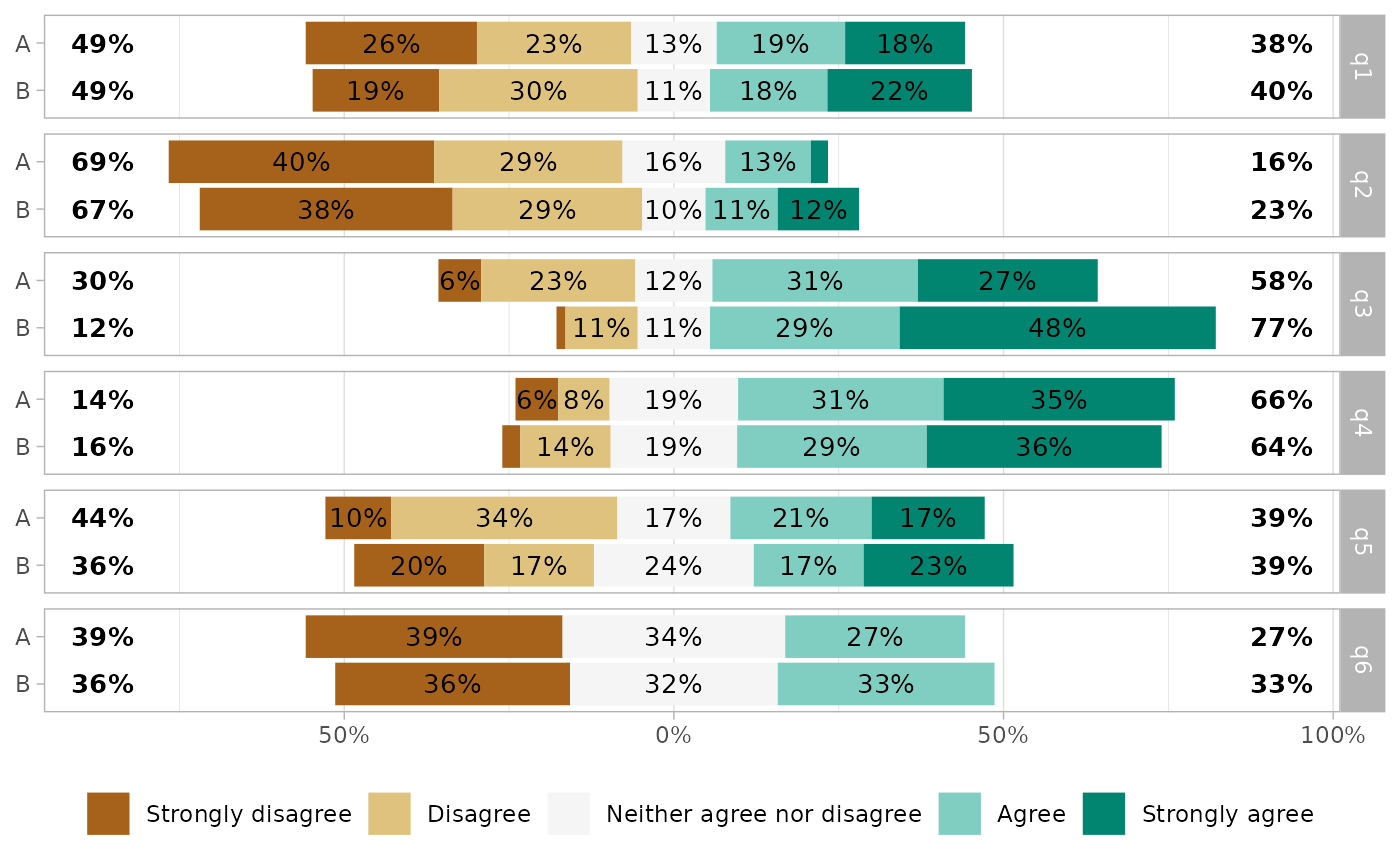 A 49% 26% 23% 13% 19% 18% 38%
B 49% 19% 30% 11% 18% 22% 40%
q1
A 69% 40% 29% 16% 13% 16%
B 67% 38% 29% 10% 11% 12% 23%
q2
A 30% 6% 23% 12% 31% 27% 58%
B 12% 11% 11% 29% 48% 77%
q3
A 14% 6% 8% 19% 31% 35% 66%
B 16% 14% 19% 29% 36% 64%
q4
A 44% 10% 34% 17% 21% 17% 39%
B 36% 20% 17% 24% 17% 23% 39%
q5
A 39% 39% 34% 27% 27%
B 36% 36% 32% 33% 33%
q6
50% 0% 50% 100%
Strongly disagree Disagree Neither agree nor disagree Agree Strongly agree